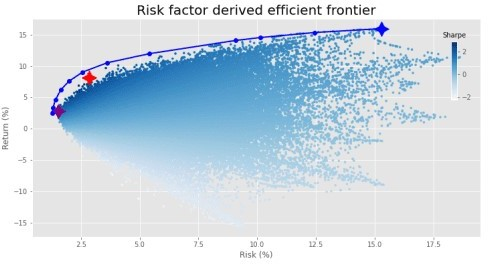 Risk factor derived efficient frontier
Sharpe
2
0
−2
Return (%)
15
10
5
0
−5
−10
−15
2.5 5.0 7.5 10.0 12.5 15.0 17.5
Risk (%)